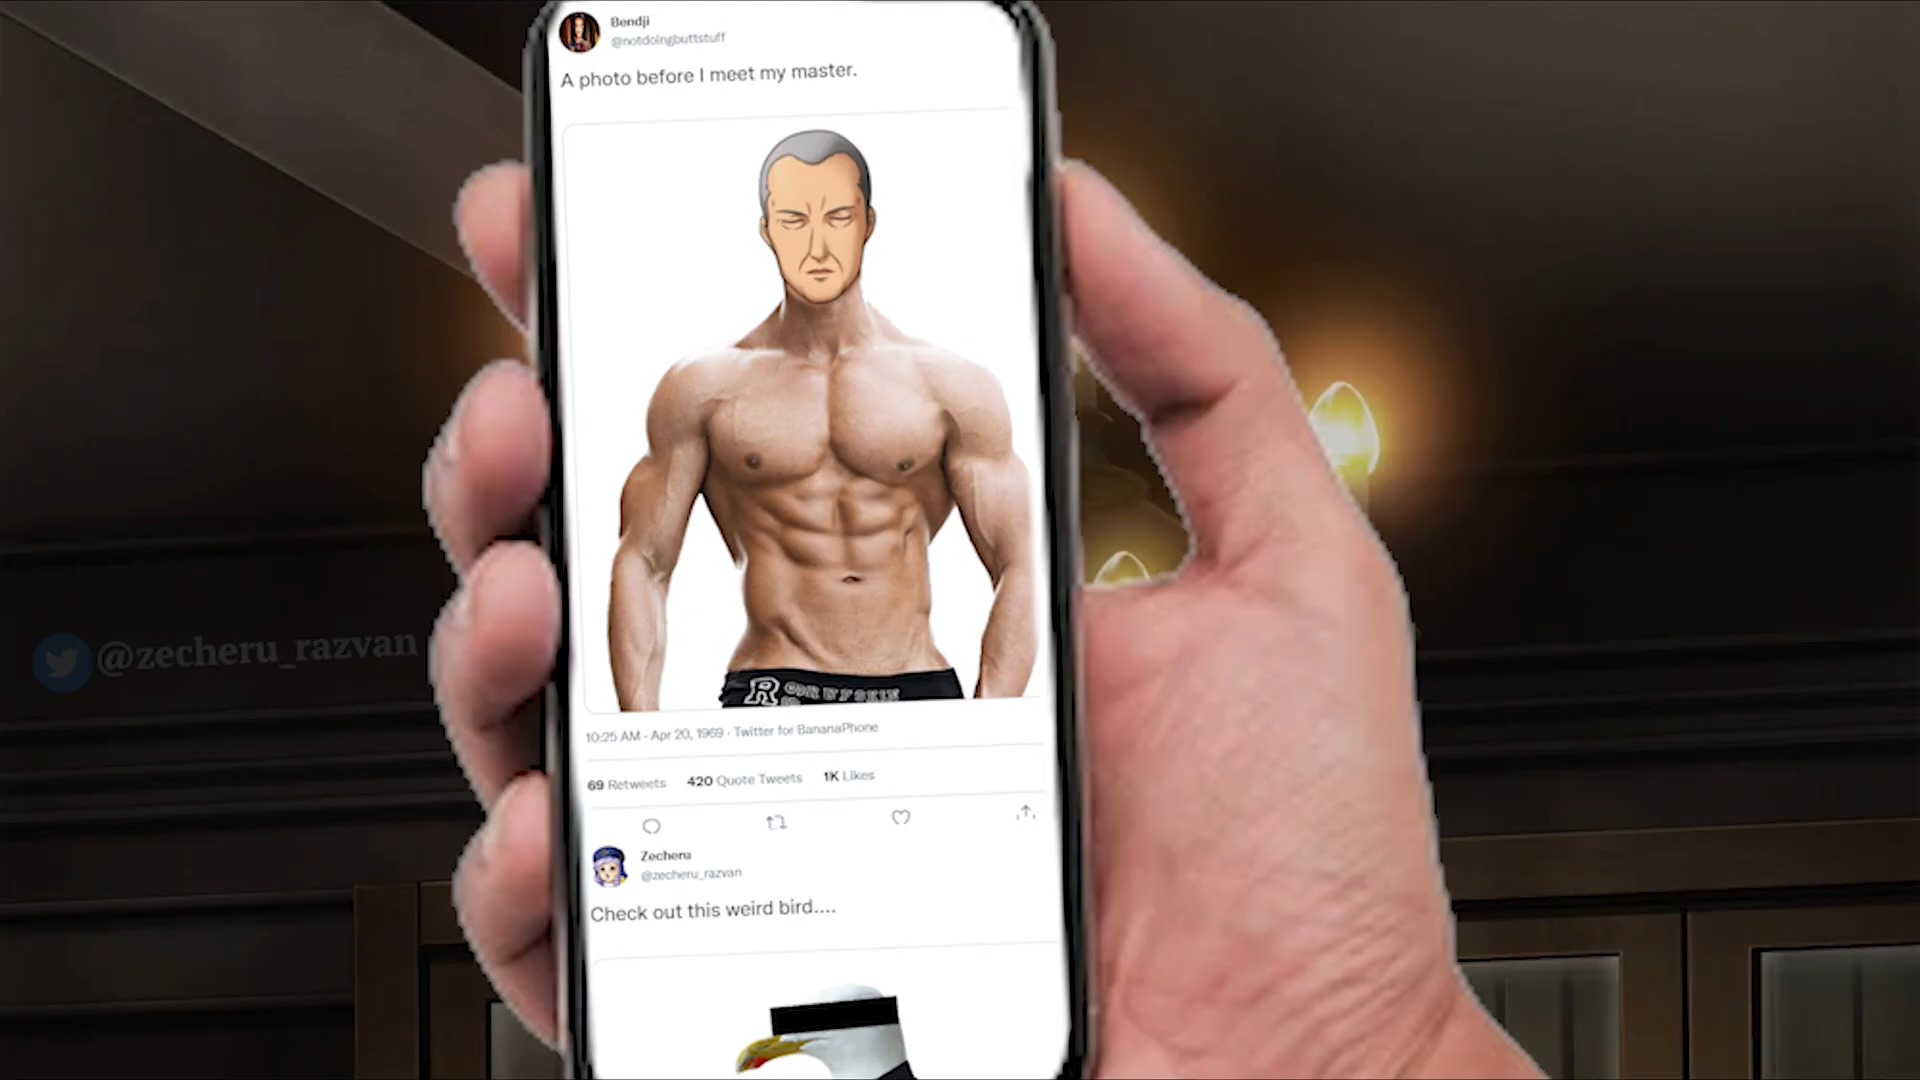 Bendji
@notdoingbuttstuff
A photo before I meet my master.
R
10:25 AM · Apr 20, 1969 · Twitter for BananaPhone
69 Retweets 420 Quote Tweets 1K Likes
@zecheru_razvan
Zecheru
@zecheru_razvan
Check out this weird bird....